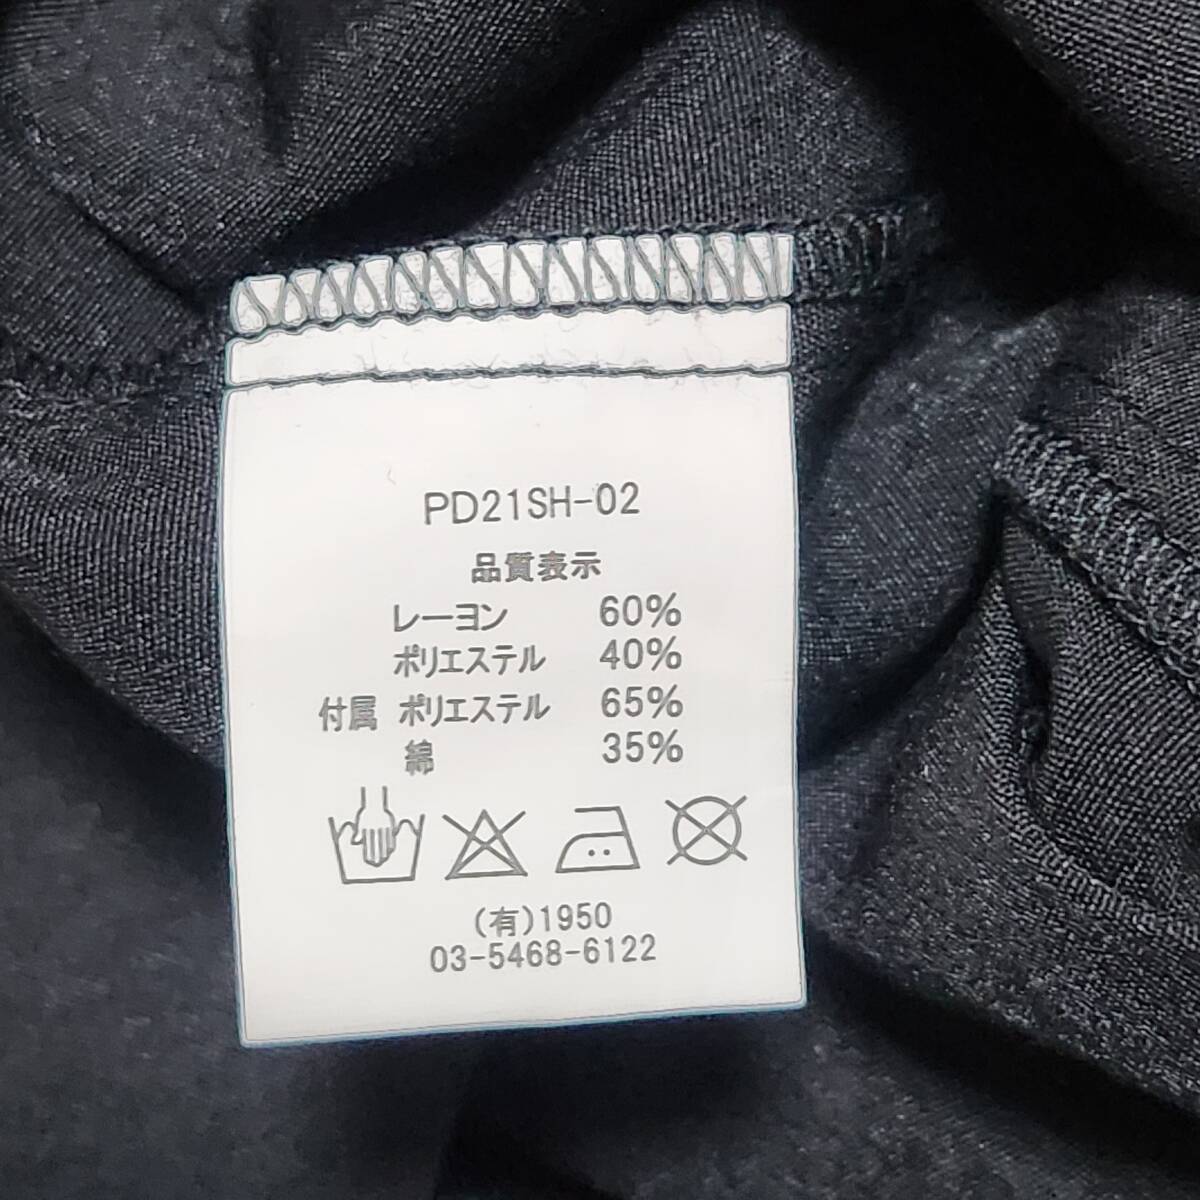 PD21SH-02
品質表示
レーヨン 60%
ポリエステル 40%
付属 ポリエステル 65%
綿 35%
(有)1950
03-5468-6122